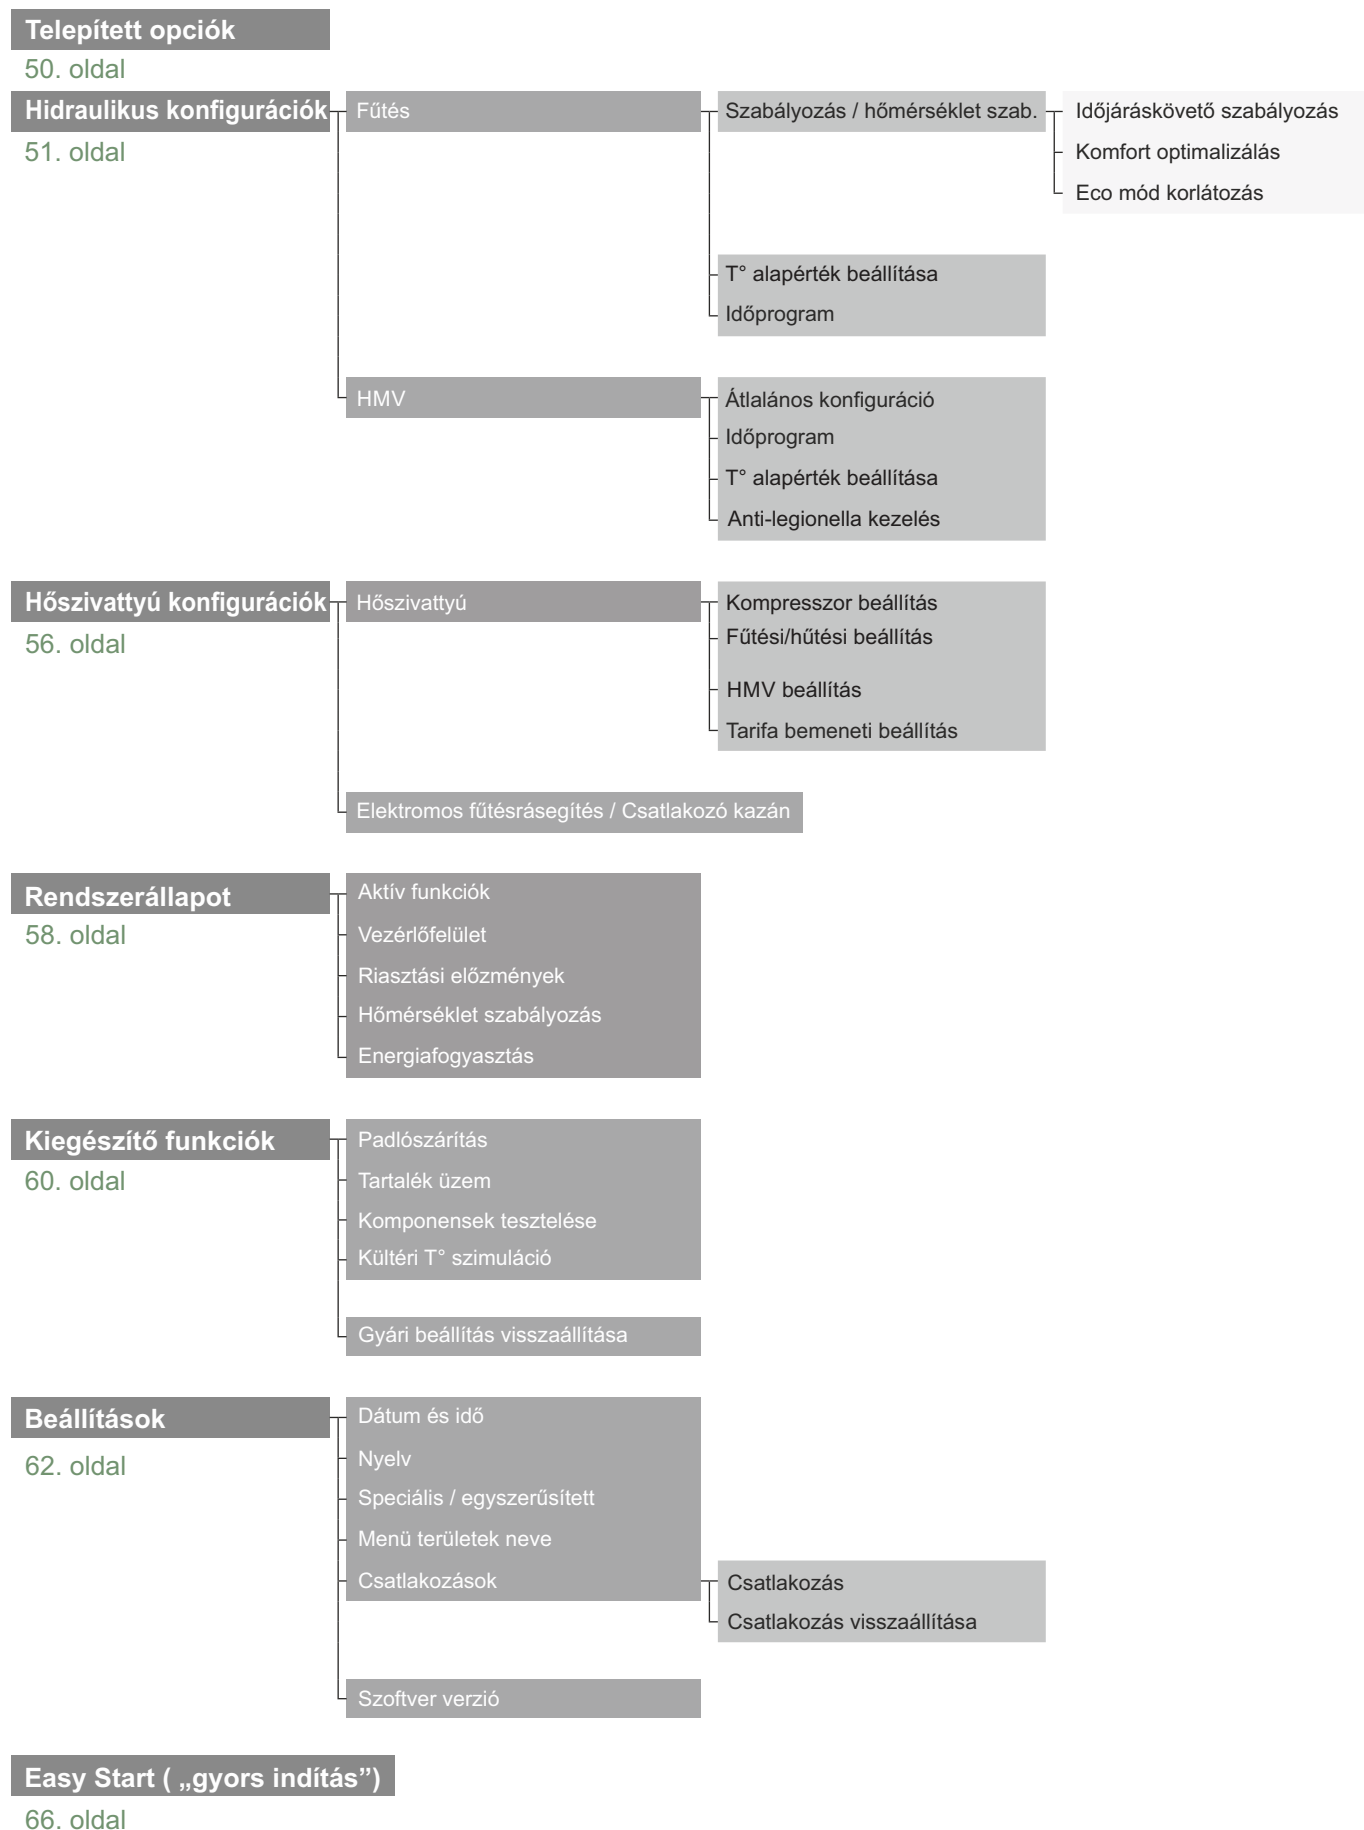 Telepített opciók
50. oldal
Hidraulikus konfigurációk
51. oldal
Fűtés
Szabályozás / hőmérséklet szab.
Időjáráskövető szabályozás
Komfort optimalizálás
Eco mód korlátozás
T° alapérték beállítása
Időprogram
HMV
Átlalános konfiguráció
Időprogram
T° alapérték beállítása
Anti-legionella kezelés
Hőszivattyú konfigurációk
56. oldal
Hőszivattyú
Kompresszor beállítás
Fűtési/hűtési beállítás
HMV beállítás
Tarifa bemeneti beállítás
Elektromos fűtésrásegítés / Csatlakozó kazán
Rendszerállapot
58. oldal
Aktív funkciók
Vezérlőfelület
Riasztási előzmények
Hőmérséklet szabályozás
Energiafogyasztás
Kiegészítő funkciók
60. oldal
Padlószárítás
Tartalék üzem
Komponensek tesztelése
Kültéri T° szimuláció
Gyári beállítás visszaállítása
Beállítások
62. oldal
Dátum és idő
Nyelv
Speciális / egyszerűsített
Menü területek neve
Csatlakozások
Csatlakozás
Csatlakozás visszaállítása
Szoftver verzió
Easy Start ( „gyors indítás”)
66. oldal